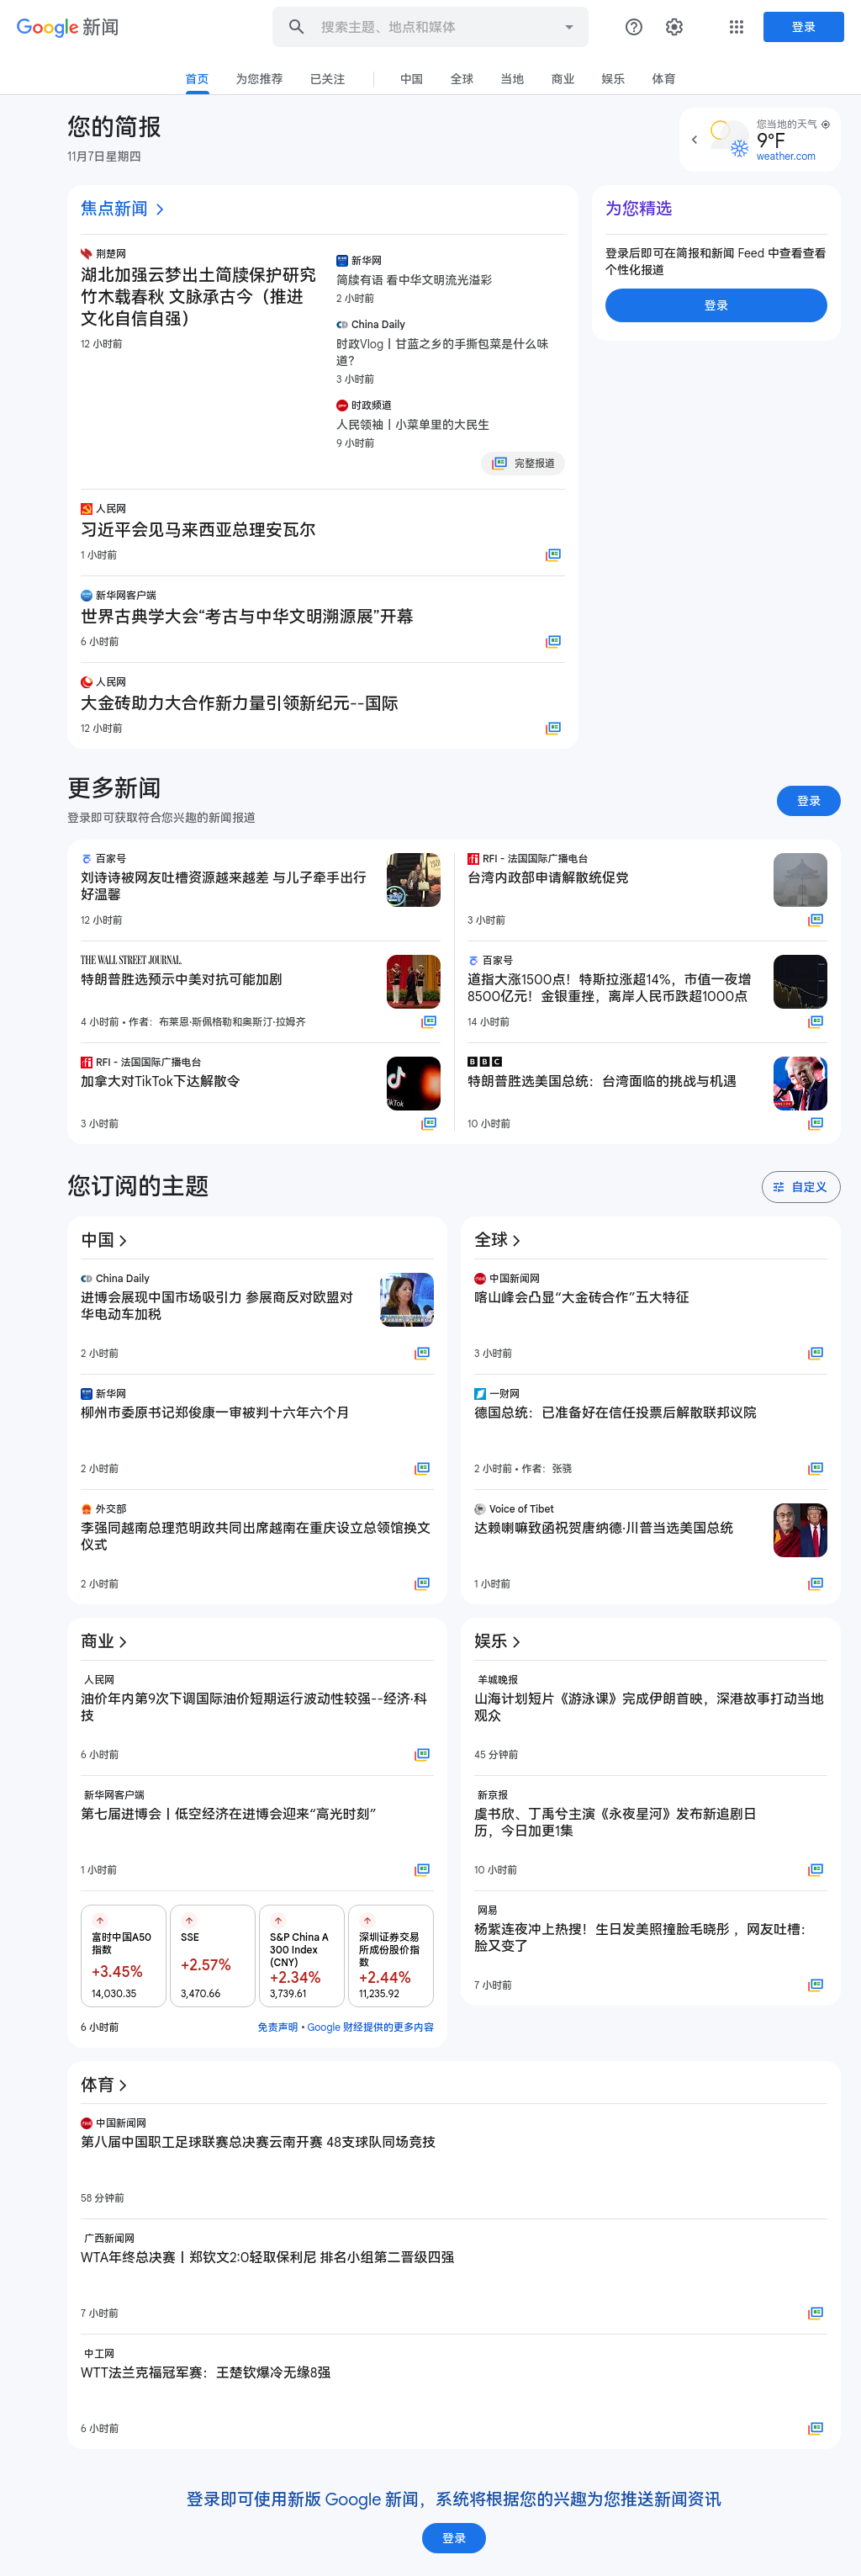 Google 新闻
搜索主题、地点和媒体
登录
首页
为您推荐
已关注
中国
全球
当地
商业
娱乐
体育
您的简报
11月7日星期四
您当地的天气
9°F
weather.com
焦点新闻
荆楚网
湖北加强云梦出土简牍保护研究
竹木载春秋 文脉承古今（推进
文化自信自强）
12 小时前
新华网
简牍有语 看中华文明流光溢彩
2 小时前
China Daily
时政Vlog丨甘蓝之乡的手撕包菜是什么味
道？
3 小时前
时政频道
人民领袖丨小菜单里的大民生
9 小时前
完整报道
人民网
习近平会见马来西亚总理安瓦尔
1 小时前
新华网客户端
世界古典学大会“考古与中华文明溯源展”开幕
6 小时前
人民网
大金砖助力大合作新力量引领新纪元--国际
12 小时前
为您精选
登录后即可在简报和新闻 Feed 中查看查看
个性化报道
登录
更多新闻
登录即可获取符合您兴趣的新闻报道
登录
百家号
刘诗诗被网友吐槽资源越来越差 与儿子牵手出行
好温馨
12 小时前
RFI - 法国国际广播电台
台湾内政部申请解散统促党
3 小时前
THE WALL STREET JOURNAL.
特朗普胜选预示中美对抗可能加剧
4 小时前 • 作者：布莱恩·斯佩格勒和奥斯汀·拉姆齐
百家号
道指大涨1500点！特斯拉涨超14%，市值一夜增
8500亿元！金银重挫，离岸人民币跌超1000点
14 小时前
RFI - 法国国际广播电台
加拿大对TikTok下达解散令
3 小时前
TikTok
BBC
特朗普胜选美国总统：台湾面临的挑战与机遇
10 小时前
您订阅的主题
自定义
中国
China Daily
进博会展现中国市场吸引力 参展商反对欧盟对
华电动车加税
2 小时前
新华网
柳州市委原书记郑俊康一审被判十六年六个月
2 小时前
外交部
李强同越南总理范明政共同出席越南在重庆设立总领馆换文
仪式
2 小时前
全球
中国新闻网
喀山峰会凸显“大金砖合作”五大特征
3 小时前
一财网
德国总统：已准备好在信任投票后解散联邦议院
2 小时前 • 作者：张骁
Voice of Tibet
达赖喇嘛致函祝贺唐纳德·川普当选美国总统
1 小时前
商业
人民网
油价年内第9次下调国际油价短期运行波动性较强--经济·科
技
6 小时前
新华网客户端
第七届进博会丨低空经济在进博会迎来“高光时刻”
1 小时前
富时中国A50
指数
+3.45%
14,030.35
SSE
+2.57%
3,470.66
S&P China A
300 Index
(CNY)
+2.34%
3,739.61
深圳证券交易
所成份股价指
数
+2.44%
11,235.92
6 小时前
免责声明 • Google 财经提供的更多内容
娱乐
羊城晚报
山海计划短片《游泳课》完成伊朗首映，深港故事打动当地
观众
45 分钟前
新京报
虞书欣、丁禹兮主演《永夜星河》发布新追剧日
历，今日加更1集
10 小时前
网易
杨紫连夜冲上热搜！生日发美照撞脸毛晓彤 ，网友吐槽：
脸又变了
7 小时前
体育
中国新闻网
第八届中国职工足球联赛总决赛云南开赛 48支球队同场竞技
58 分钟前
广西新闻网
WTA年终总决赛丨郑钦文2:0轻取保利尼 排名小组第二晋级四强
7 小时前
中工网
WTT法兰克福冠军赛：王楚钦爆冷无缘8强
6 小时前
登录即可使用新版 Google 新闻，系统将根据您的兴趣为您推送新闻资讯
登录